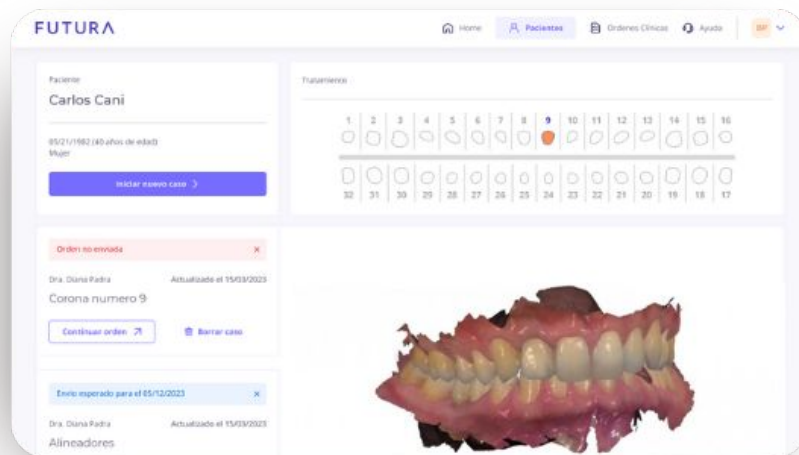 FUTURA
Home Pacientes Ordenes Clínicas Ayuda
Paciente
Carlos Cani
05/21/1982 (40 años de edad)
Mujer
Iniciar nuevo caso
Tratamiento
1 2 3 4 5 6 7 8 9 10 11 12 13 14 15 16
32 31 30 29 28 27 26 25 24 23 22 21 20 19 18 17
Orden no enviada
Dra. Diana Padra Actualizado el 15/03/2023
Corona numero 9
Continuar orden Borrar caso
Envio esperado para el 05/12/2023
Dra. Diana Padra Actualizado el 15/03/2023
Alineadores